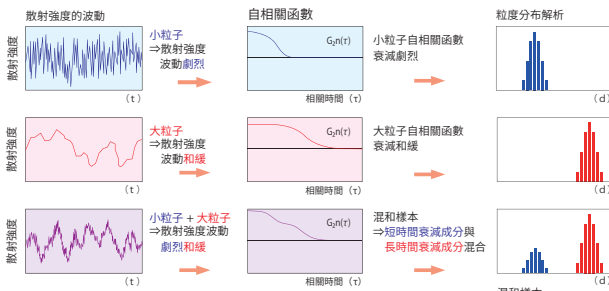 散射強度的波動
自相關函數
粒度分布解析
散射強度
(t)
小粒子
⇒散射強度
波動劇烈
G₂n(τ)
相關時間（τ）
小粒子自相關函數
衰減劇烈
(d)
散射強度
(t)
大粒子
⇒散射強度
波動和緩
G₂n(τ)
相關時間（τ）
大粒子自相關函數
衰減和緩
(d)
散射強度
(t)
小粒子 + 大粒子
⇒散射強度波動
劇烈和緩
G₂n(τ)
相關時間（τ）
混和樣本
⇒短時間衰減成分與
長時間衰減成分混合
(d)